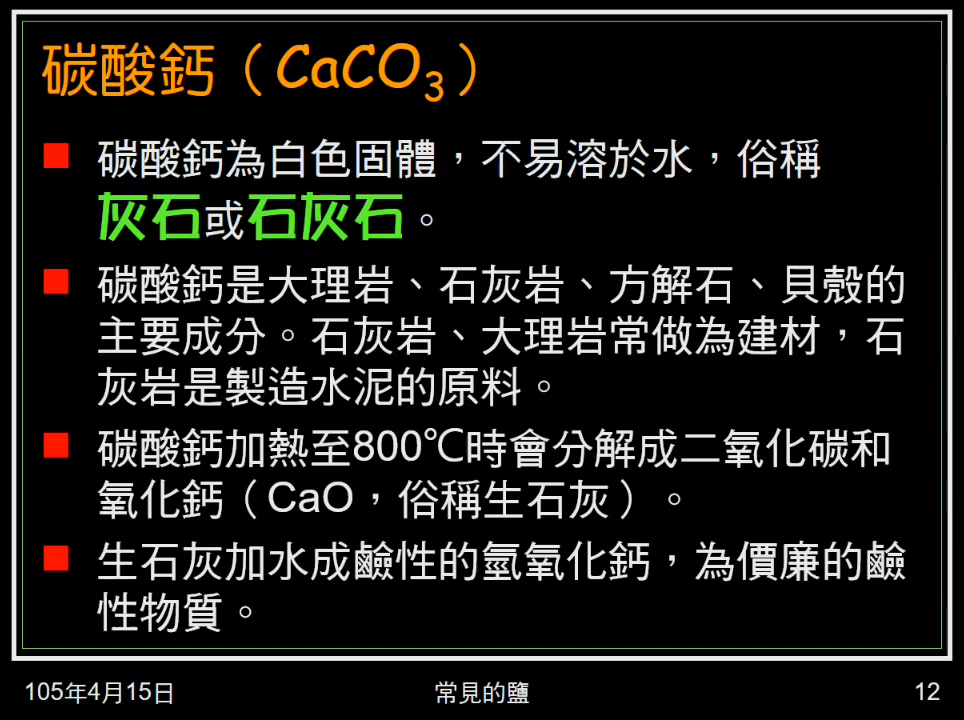 碳酸鈣（CaCO₃）
碳酸鈣為白色固體，不易溶於水，俗稱
灰石或石灰石。
碳酸鈣是大理岩、石灰岩、方解石、貝殼的
主要成分。石灰岩、大理岩常做為建材，石
灰岩是製造水泥的原料。
碳酸鈣加熱至800℃時會分解成二氧化碳和
氧化鈣（CaO，俗稱生石灰）。
生石灰加水成鹼性的氫氧化鈣，為價廉的鹼
性物質。
105年4月15日
常見的鹽
12